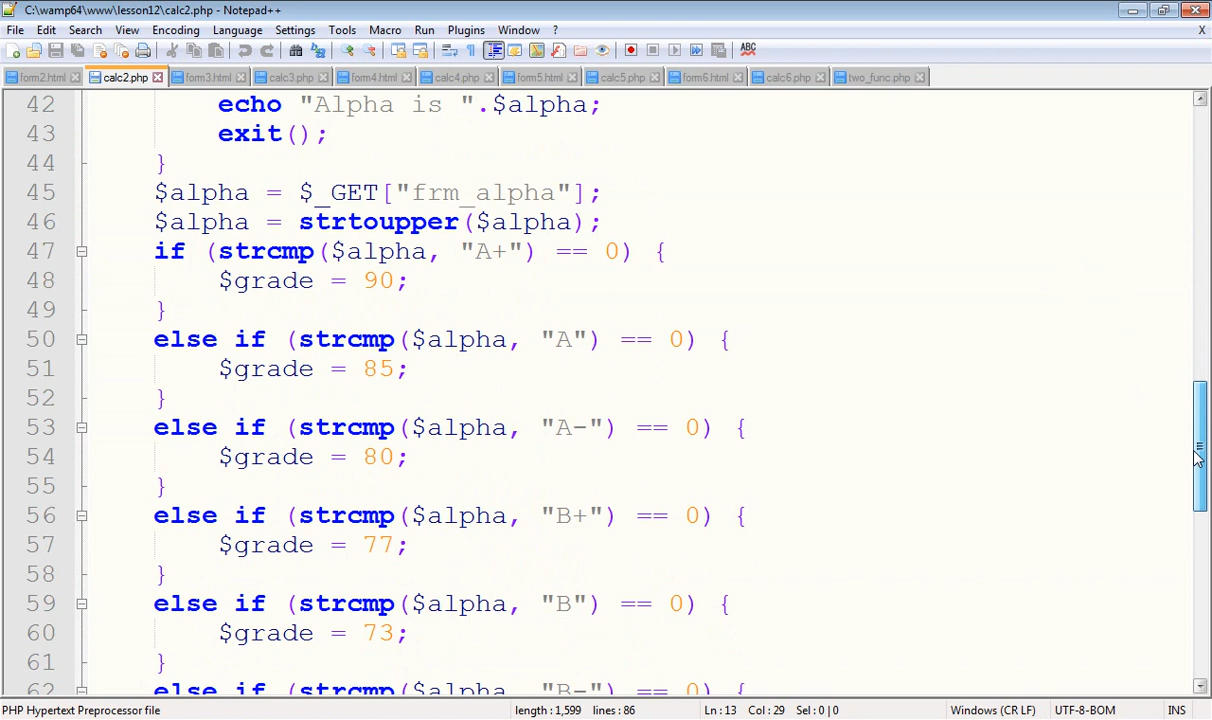 C:\wamp64\www\lesson12\calc2.php - Notepad++
File Edit Search View Encoding Language Settings Tools Macro Run Plugins Window ? X
ABC
form2.html calc2.php form3.html calc3.php form4.html calc4.php form5.html calc5.php form6.html calc6.php two_func.php
42 echo "Alpha is ".$alpha;
43 exit();
44 }
45 $alpha = $_GET["frm_alpha"];
46 $alpha = strtoupper($alpha);
47 if (strcmp($alpha, "A+") == 0) {
48 $grade = 90;
49 }
50 else if (strcmp($alpha, "A") == 0) {
51 $grade = 85;
52 }
53 else if (strcmp($alpha, "A-") == 0) {
54 $grade = 80;
55 }
56 else if (strcmp($alpha, "B+") == 0) {
57 $grade = 77;
58 }
59 else if (strcmp($alpha, "B") == 0) {
60 $grade = 73;
61 }
62 else if (strcmp($alpha, "B-") == 0) {
PHP Hypertext Preprocessor file length : 1,599 lines : 86 Ln : 13 Col : 29 Sel : 0 | 0 Windows (CR LF) UTF-8-BOM INS